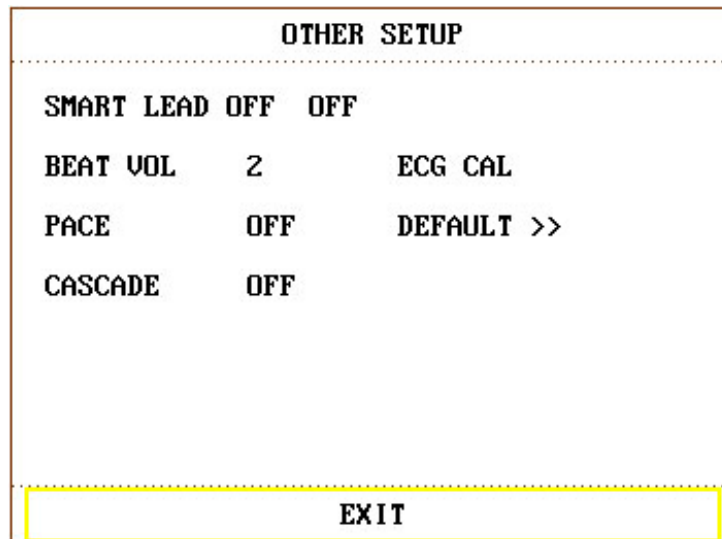 OTHER SETUP
SMART LEAD OFF OFF
BEAT VOL 2 ECG CAL
PACE OFF DEFAULT >>
CASCADE OFF
EXIT